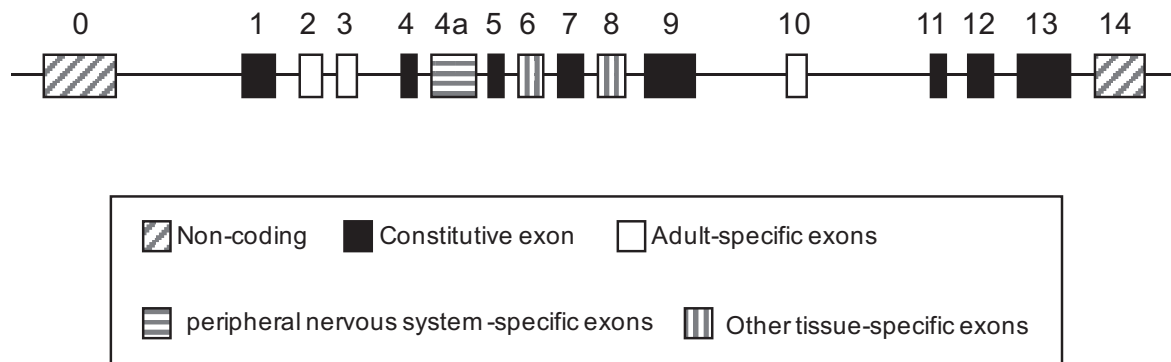 0 1 2 3 4 4a 5 6 7 8 9 10 11 12 13 14
Non-coding Constitutive exon Adult-specific exons
peripheral nervous system -specific exons Other tissue-specific exons